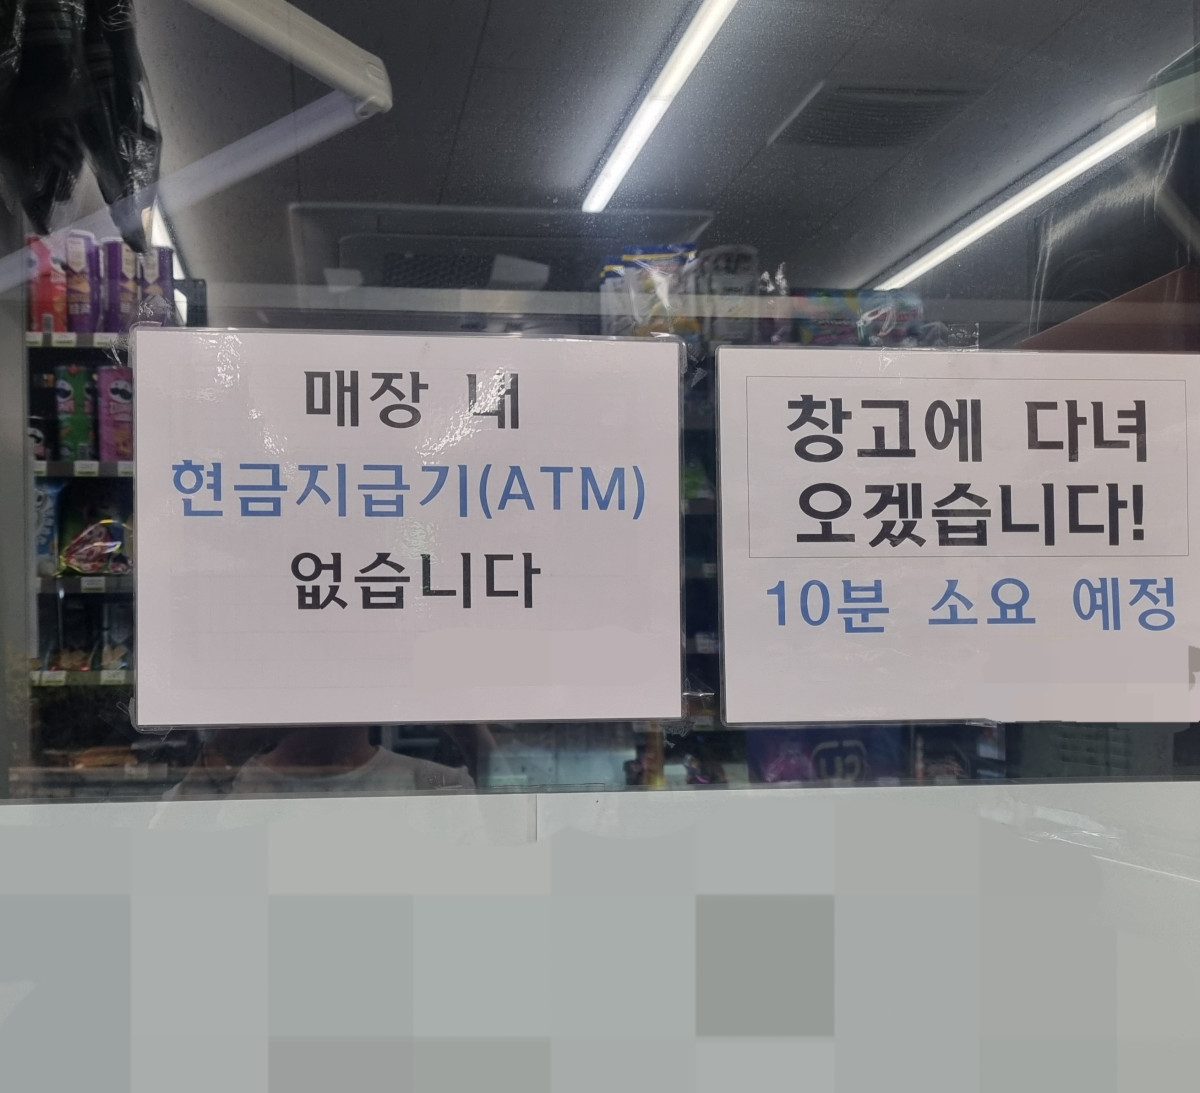 매장 내
현금지급기(ATM)
없습니다
창고에 다녀
오겠습니다!
10분 소요 예정